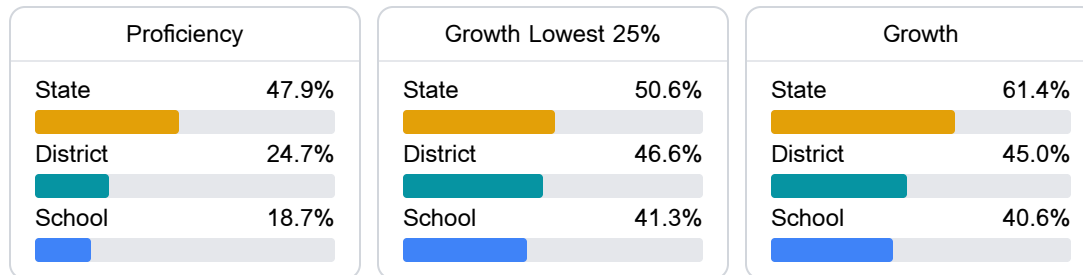 Proficiency
State 47.9%
District 24.7%
School 18.7%
Growth Lowest 25%
State 50.6%
District 46.6%
School 41.3%
Growth
State 61.4%
District 45.0%
School 40.6%